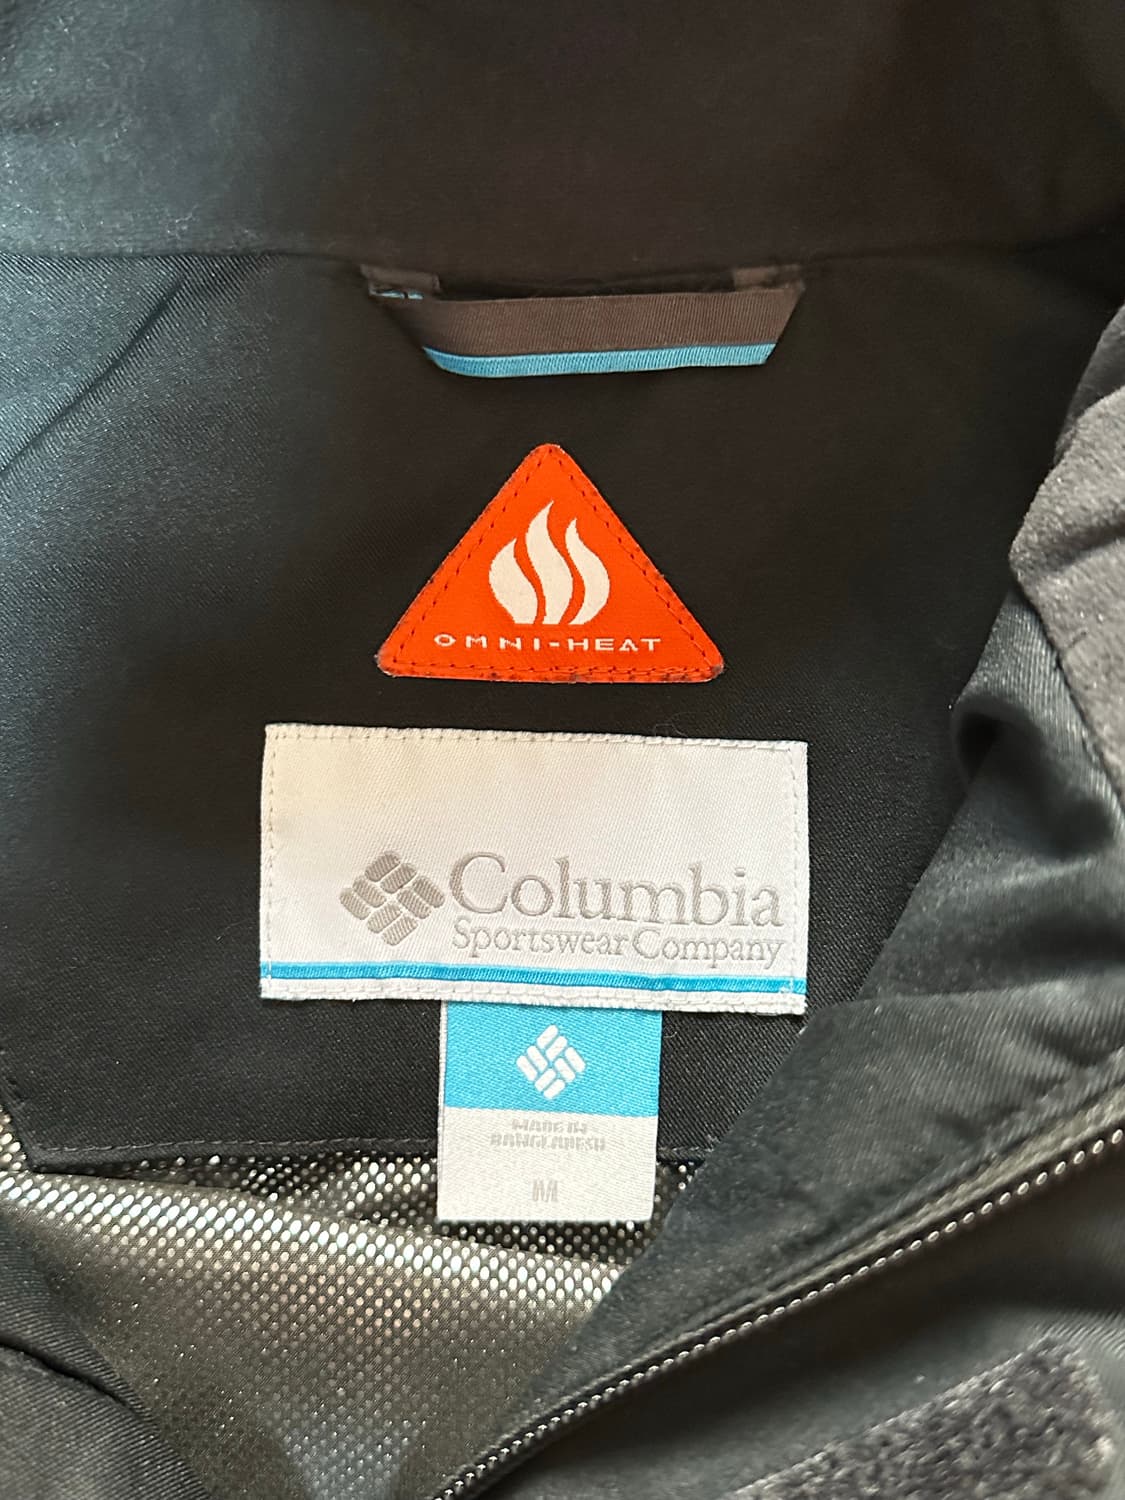 OMNI-HEAT
Columbia
Sportswear Company
MADE IN
BANGLADESH